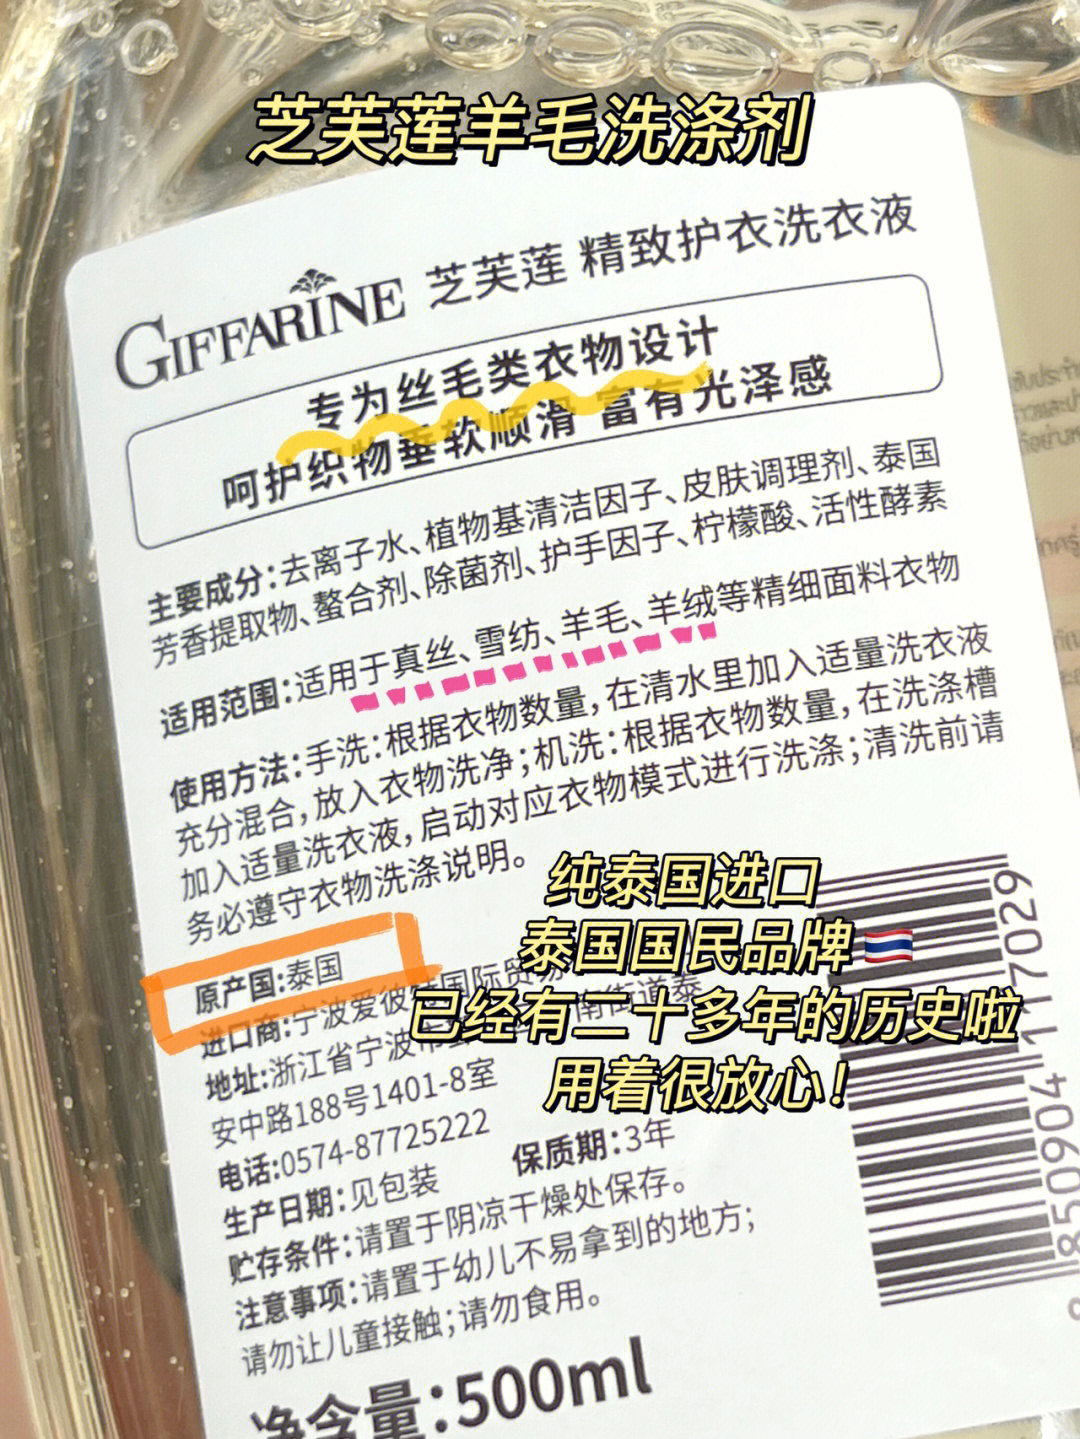 芝芙莲羊毛洗涤剂
GIFFARINE 芝芙莲 精致护衣洗衣液
专为丝毛类衣物设计
呵护织物垂软顺滑 富有光泽感
主要成分:去离子水、植物基清洁因子、皮肤调理剂、泰国
芳香提取物、螯合剂、除菌剂、护手因子、柠檬酸、活性酵素
适用范围:适用于真丝、雪纺、羊毛、羊绒等精细面料衣物
使用方法:手洗:根据衣物数量,在清水里加入适量洗衣液
充分混合,放入衣物洗净;机洗:根据衣物数量,在洗涤槽
加入适量洗衣液,启动对应衣物模式进行洗涤;清洗前请
务必遵守衣物洗涤说明。
纯泰国进口
泰国国民品牌🇹🇭
已经有二十多年的历史啦
用着很放心!
原产国:泰国
进口商:宁波爱彼 国际贸易
地址:浙江省宁波市 南街道泰
安中路188号1401-8室
电话:0574-87725222
生产日期:见包装 保质期:3年
贮存条件:请置于阴凉干燥处保存。
注意事项:请置于幼儿不易拿到的地方;
请勿让儿童接触;请勿食用。
净含量:500ml